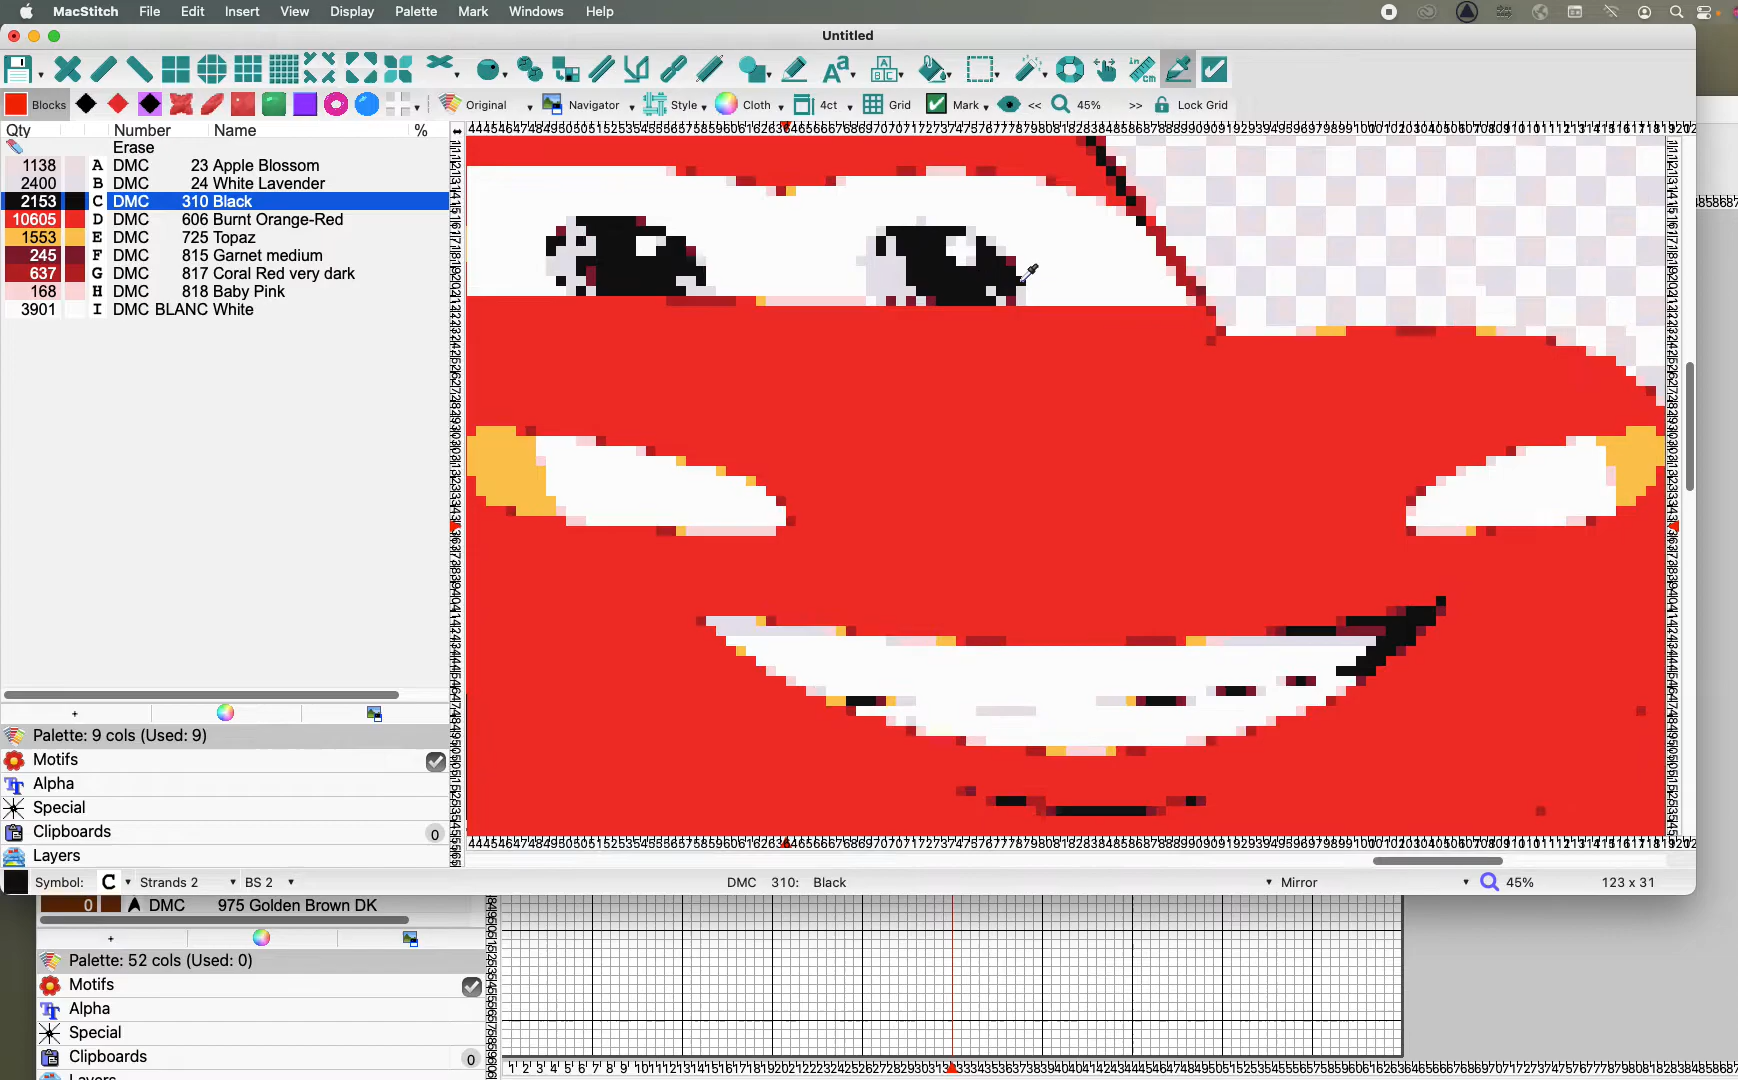 MacStitch File Edit Insert View Display Palette Mark Windows Help
Untitled
Blocks Original Navigator Style Cloth 4ct Grid Mark << 45% >> Lock Grid
Qty Number Name %
Erase
1138 A DMC 23 Apple Blossom
2400 B DMC 24 White Lavender
2153 C DMC 310 Black
10605 D DMC 606 Burnt Orange-Red
1553 E DMC 725 Topaz
245 F DMC 815 Garnet medium
637 G DMC 817 Coral Red very dark
168 H DMC 818 Baby Pink
3901 I DMC BLANC White
Palette: 9 cols (Used: 9)
Motifs
Alpha
Special
Clipboards 0
Layers
Symbol: C Strands 2 BS 2 DMC 310: Black Mirror 45% 123 x 31
0 DMC 975 Golden Brown DK
Palette: 52 cols (Used: 0)
Motifs
Alpha
Special
Clipboards 0